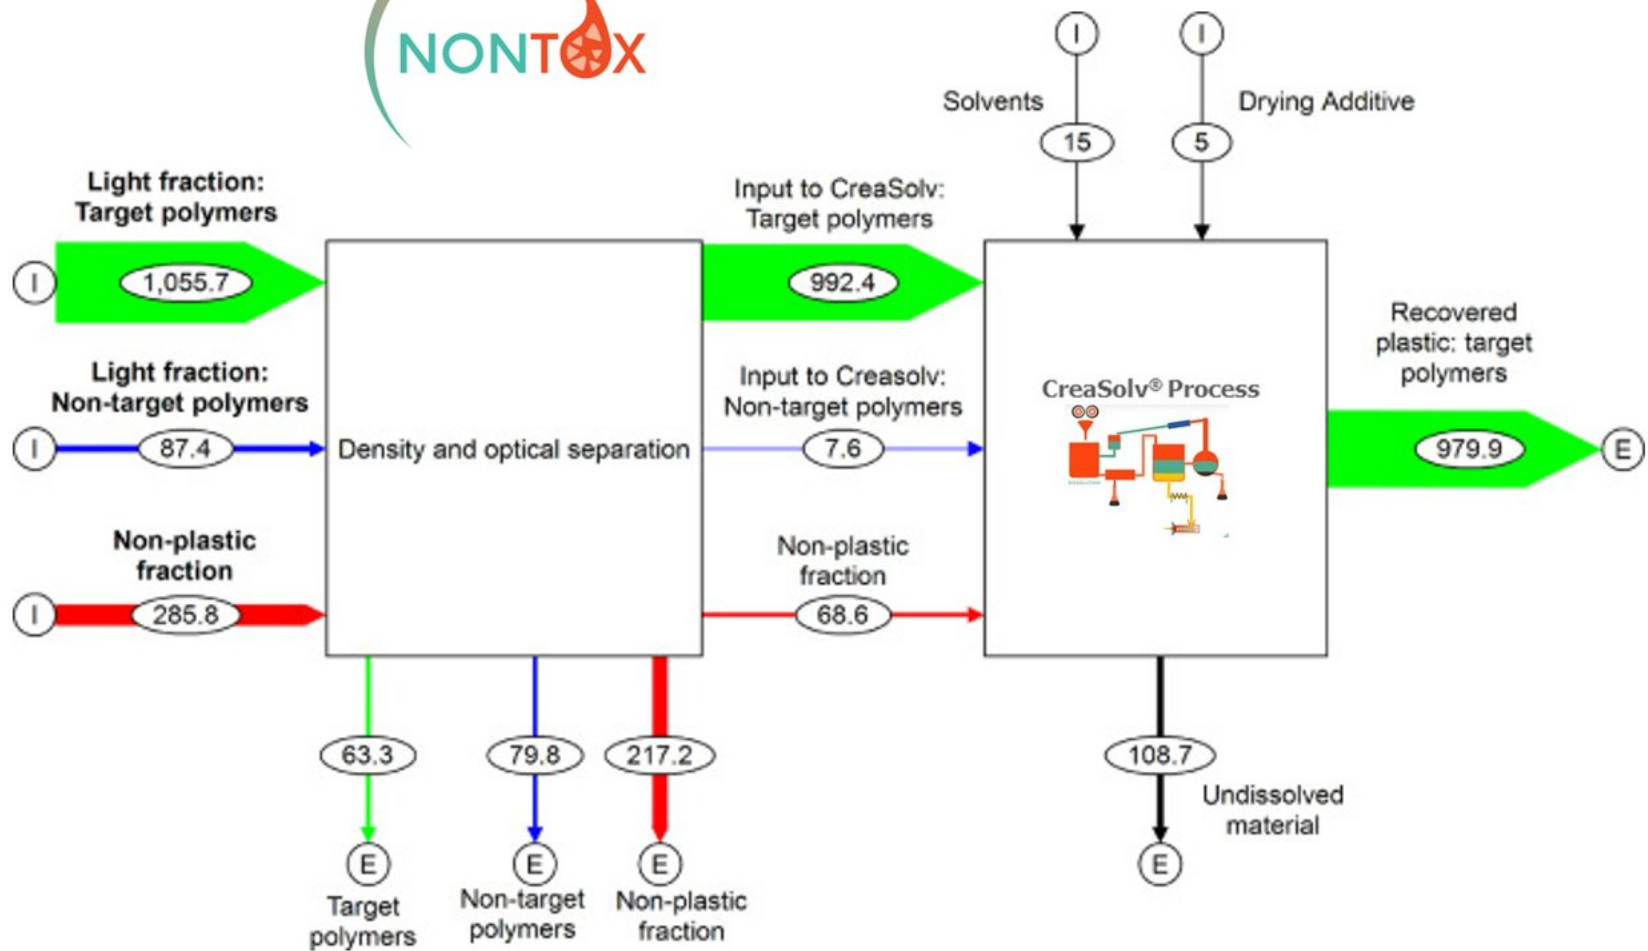 NONTOX
I
I
Solvents
Drying Additive
15
5
Light fraction:
Target polymers
Input to CreaSolv:
Target polymers
I
1,055.7
992.4
Recovered
plastic: target
polymers
Light fraction:
Non-target polymers
Input to Creasolv:
Non-target polymers
CreaSolv® Process
I
87.4
Density and optical separation
7.6
979.9
E
Non-plastic
fraction
Non-plastic
fraction
I
285.8
68.6
63.3
79.8
217.2
108.7
Undissolved
material
E
E
E
E
Target
polymers
Non-target
polymers
Non-plastic
fraction